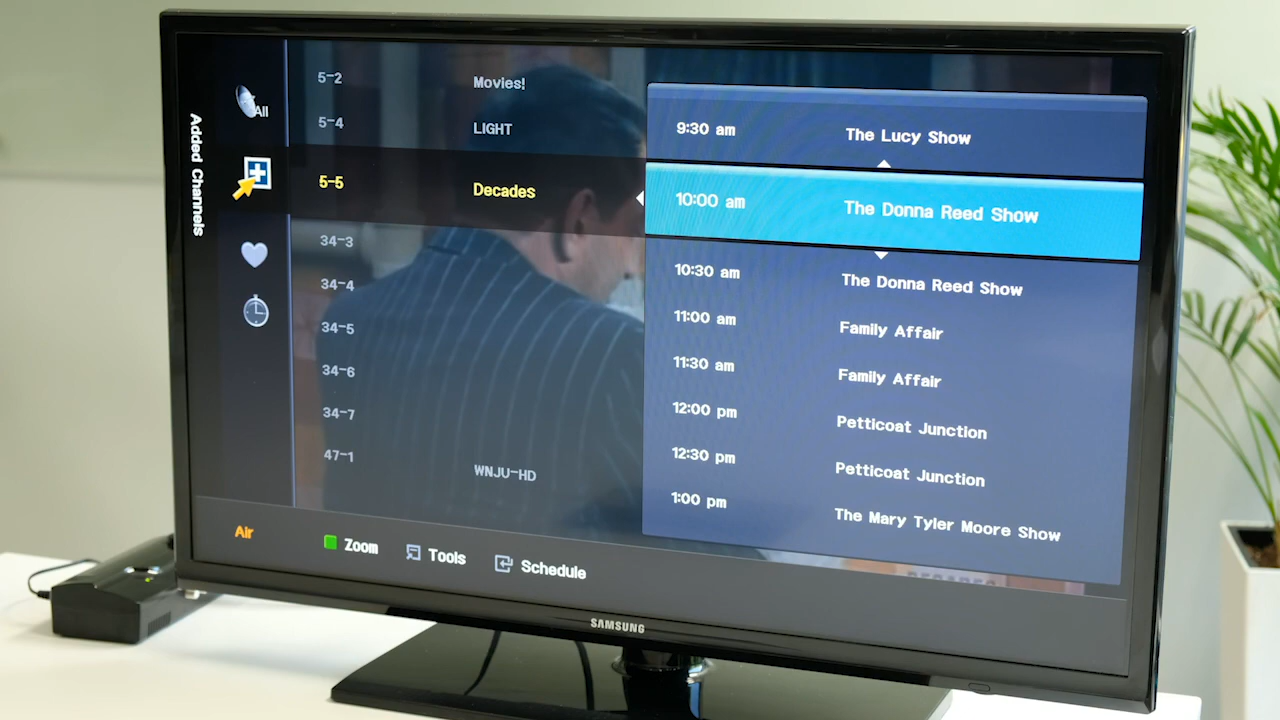 Added Channels
All
5-2 Movies!
5-4 LIGHT
5-5 Decades
34-3
34-4
34-5
34-6
34-7
47-1 WNJU-HD
9:30 am The Lucy Show
10:00 am The Donna Reed Show
10:30 am The Donna Reed Show
11:00 am Family Affair
11:30 am Family Affair
12:00 pm Petticoat Junction
12:30 pm Petticoat Junction
1:00 pm The Mary Tyler Moore Show
DECADES
Air Zoom Tools Schedule
SAMSUNG